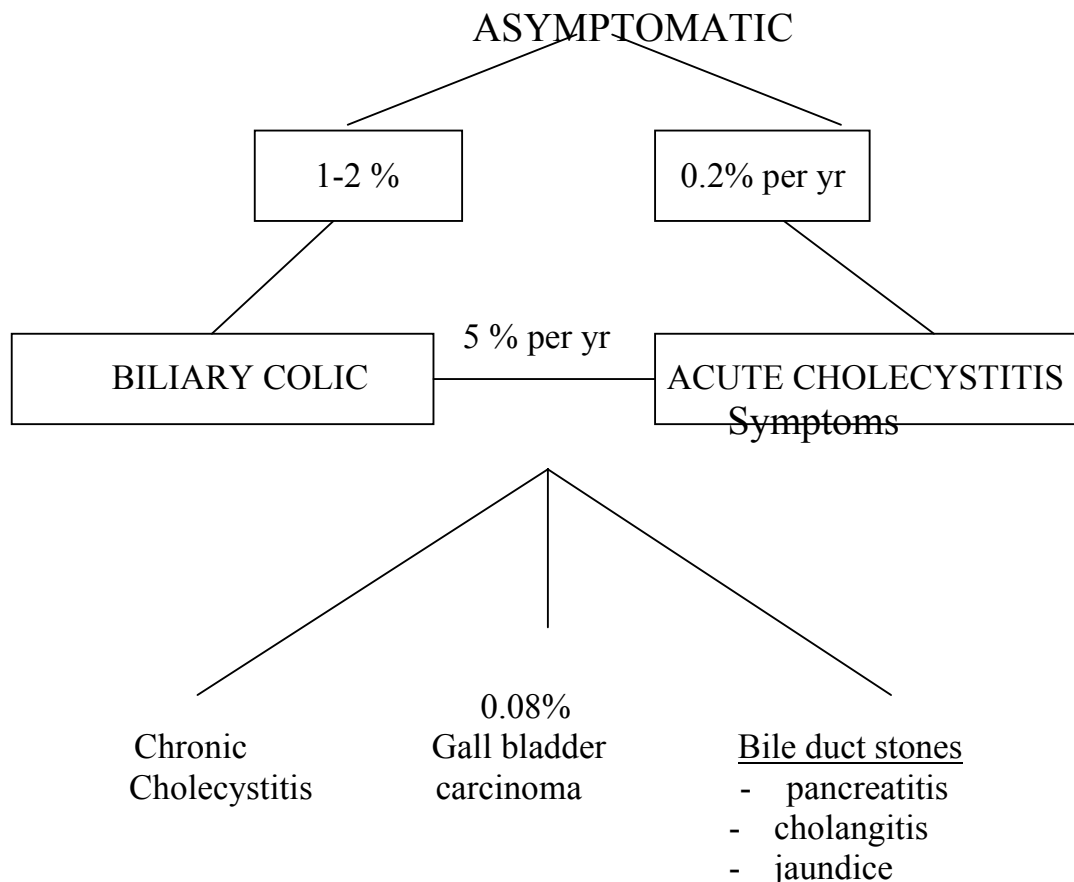 ASYMPTOMATIC
1-2 %
0.2% per yr
5 % per yr
BILIARY COLIC
ACUTE CHOLECYSTITIS
Symptoms
0.08%
Chronic
Cholecystitis
Gall bladder
carcinoma
Bile duct stones
- pancreatitis
- cholangitis
- jaundice